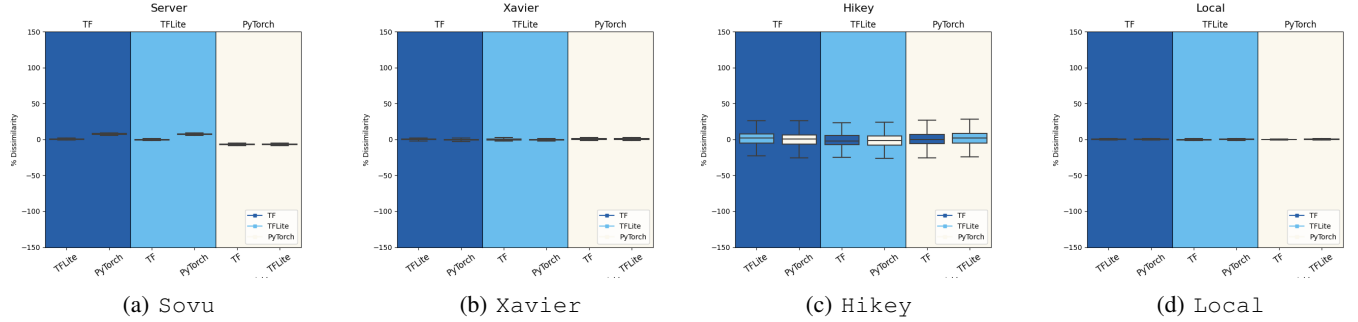 Server
TF TFLite PyTorch
150
100
50
0
−50
−100
−150
% Dissimilarity
TF
TFLite
PyTorch
TFLite PyTorch TF PyTorch TF TFLite
(a) Sovu
Xavier
TF TFLite PyTorch
150
100
50
0
−50
−100
−150
% Dissimilarity
TF
TFLite
PyTorch
TFLite PyTorch TF PyTorch TF TFLite
(b) Xavier
Hikey
TF TFLite PyTorch
150
100
50
0
−50
−100
−150
% Dissimilarity
TF
TFLite
PyTorch
TFLite PyTorch TF PyTorch TF TFLite
(c) Hikey
Local
TF TFLite PyTorch
150
100
50
0
−50
−100
−150
% Dissimilarity
TF
TFLite
PyTorch
TFLite PyTorch TF PyTorch TF TFLite
(d) Local